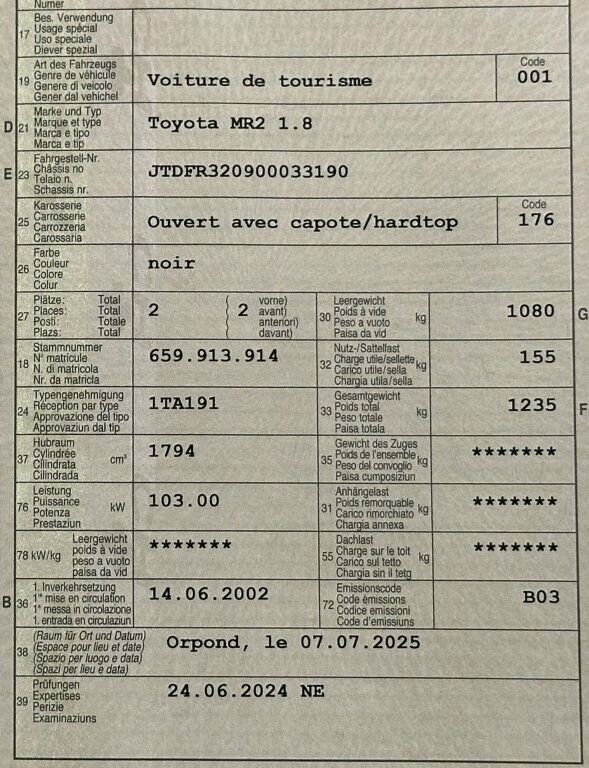 Numer
17
Bes. Verwendung
Usage spécial
Uso speciale
Diever spezial
19
Art des Fahrzeugs
Genre de véhicule
Genere di veicolo
Gener dal vehichel
Voiture de tourisme
Code
001
D
21
Marke und Typ
Marque et type
Marca e tipo
Marca e tip
Toyota MR2 1.8
E
23
Fahrgestell-Nr.
Châssis no
Telaio n.
Schassis nr.
JTDFR320900033190
25
Karosserie
Carrosserie
Carrozzeria
Carossaria
Ouvert avec capote/hardtop
Code
176
26
Farbe
Couleur
Colore
Colur
noir
27
Plätze: Total
Places: Total
Posti: Totale
Plazs: Total
2
( vorne)
( 2 avant)
( anteriori)
( davant)
30
Leergewicht
Poids à vide
Peso a vuoto
Paisa da vid
kg
1080
G
18
Stammnummer
N° matricule
N. di matricola
Nr. da matricla
659.913.914
32
Nutz-/Sattellast
Charge utile/sellette
Carico utile/sella
Chargia utila/sella
kg
155
24
Typengenehmigung
Réception par type
Approvazione del tipo
Approvaziun dal tip
1TA191
33
Gesamtgewicht
Poids total
Peso totale
Paisa totala
kg
1235
F
37
Hubraum
Cylindrée
Cilindrata
Cilindrada
cm³
1794
35
Gewicht des Zuges
Poids de l'ensemble
Peso del convoglio
Paisa cumposiziun
kg
*******
76
Leistung
Puissance
Potenza
Prestaziun
kW
103.00
31
Anhängelast
Poids remorquable
Carico rimorchiato
Chargia annexa
kg
*******
78 kW/kg
Leergewicht
poids à vide
peso a vuoto
paisa da vid
*******
55
Dachlast
Charge sur le toit
Carico sul tetto
Chargia sin il tetg
kg
*******
B
36
1. Inverkehrsetzung
1re mise en circulation
1a messa in circolazione
1. entrada en circulaziun
14.06.2002
72
Emissionscode
Code émissions
Codice emissioni
Code d'emissiuns
B03
38
(Raum für Ort und Datum)
(Espace pour lieu et date)
(Spazio per luogo e data)
(Spazi per lieu e data)
Orpond, le 07.07.2025
39
Prüfungen
Expertises
Perizie
Examinaziuns
24.06.2024 NE